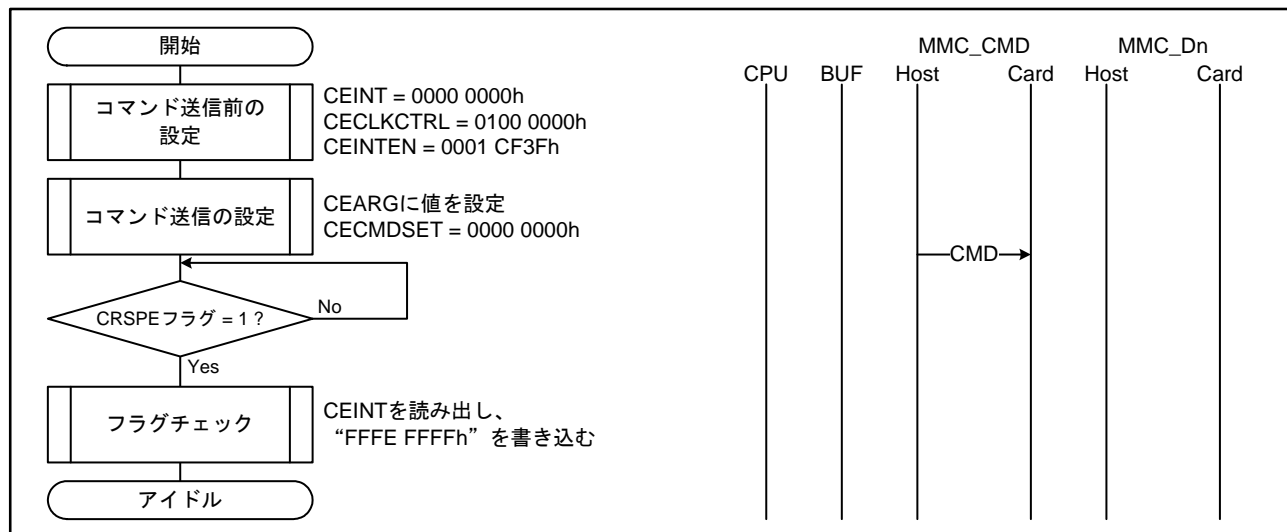 開始
コマンド送信前の
設定
CEINT = 0000 0000h
CECLKCTRL = 0100 0000h
CEINTEN = 0001 CF3Fh
コマンド送信の設定
CEARGに値を設定
CECMDSET = 0000 0000h
CRSPEフラグ = 1 ?
No
Yes
フラグチェック
CEINTを読み出し、
“FFFE FFFFh” を書き込む
アイドル
MMC_CMD MMC_Dn
CPU BUF Host Card Host Card
CMD